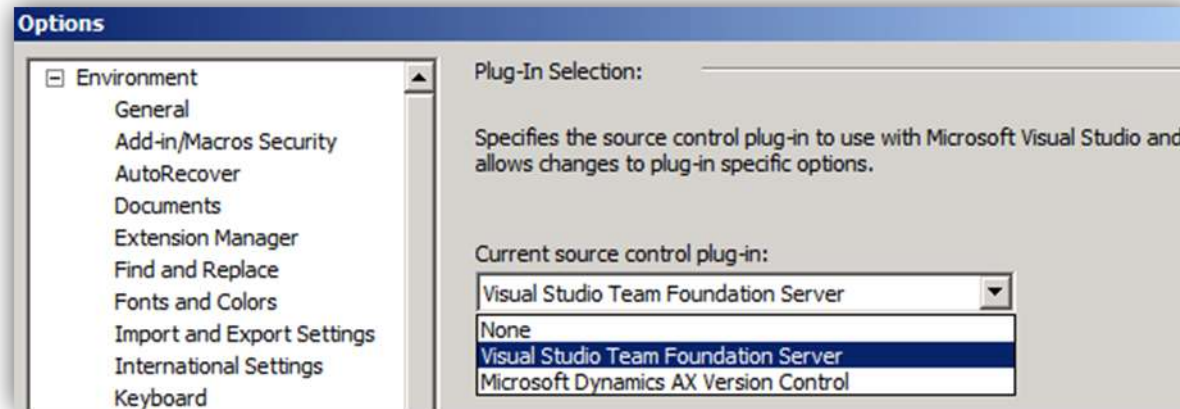 Options
Environment
General
Add-in/Macros Security
AutoRecover
Documents
Extension Manager
Find and Replace
Fonts and Colors
Import and Export Settings
International Settings
Keyboard
Plug-In Selection:
Specifies the source control plug-in to use with Microsoft Visual Studio and
allows changes to plug-in specific options.
Current source control plug-in:
Visual Studio Team Foundation Server
None
Visual Studio Team Foundation Server
Microsoft Dynamics AX Version Control